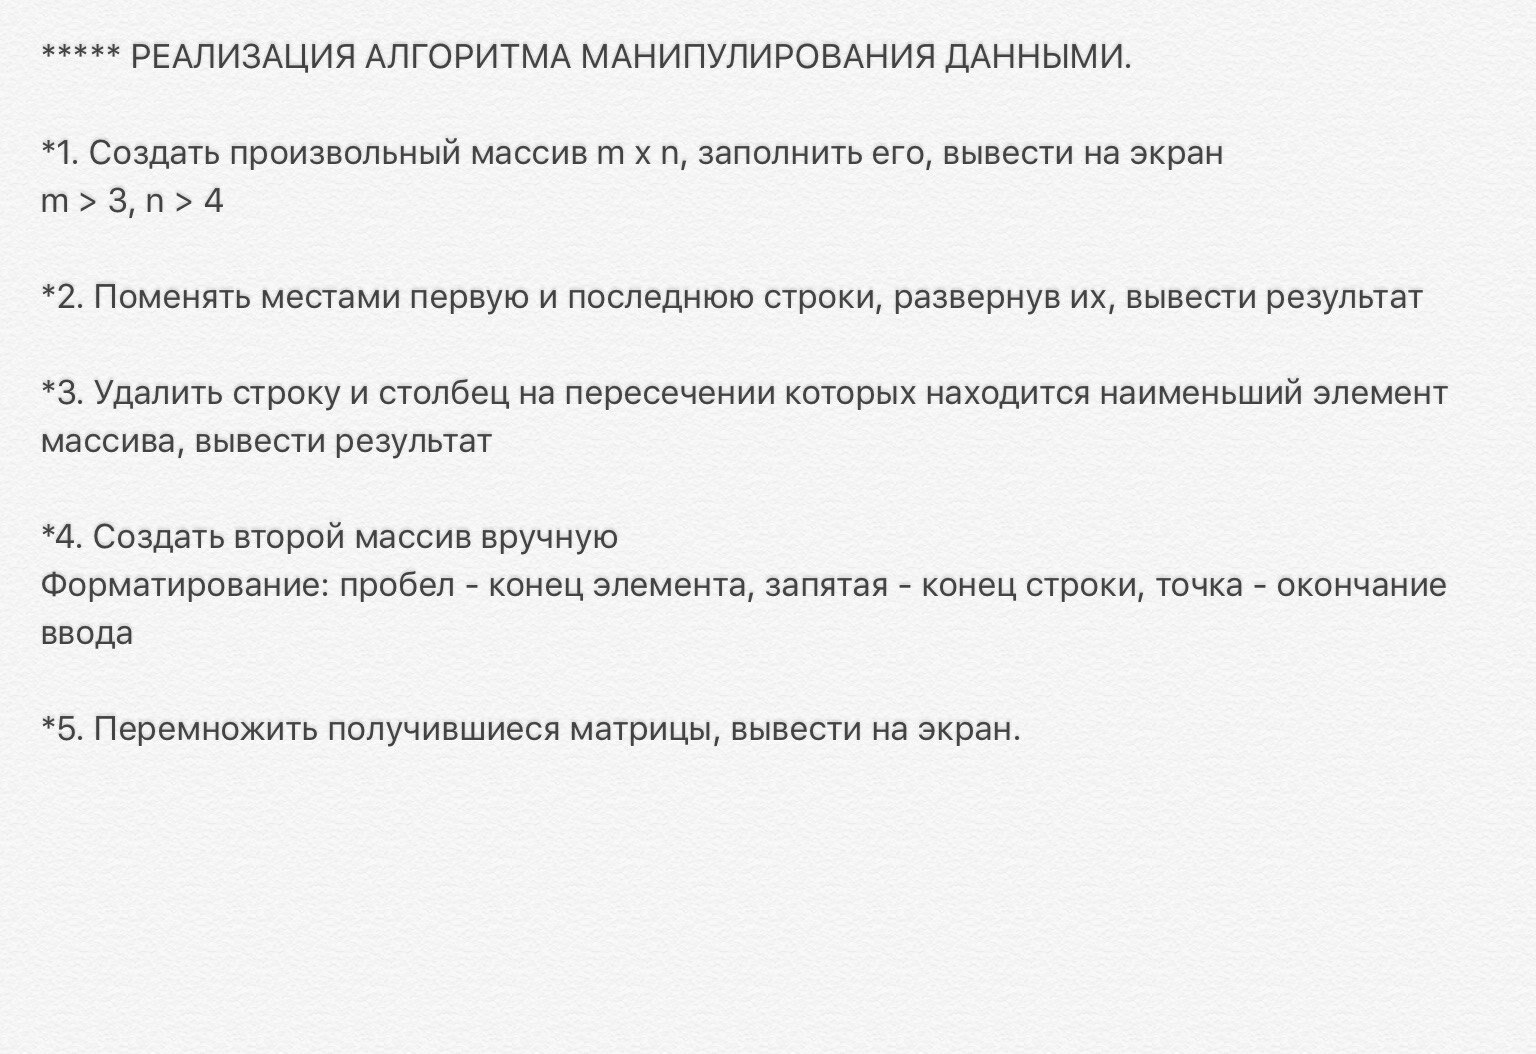 ***** РЕАЛИЗАЦИЯ АЛГОРИТМА МАНИПУЛИРОВАНИЯ ДАННЫМИ.
*1. Создать произвольный массив m x n, заполнить его, вывести на экран
m > 3, n > 4
*2. Поменять местами первую и последнюю строки, развернув их, вывести результат
*3. Удалить строку и столбец на пересечении которых находится наименьший элемент
массива, вывести результат
*4. Создать второй массив вручную
Форматирование: пробел - конец элемента, запятая - конец строки, точка - окончание
ввода
*5. Перемножить получившиеся матрицы, вывести на экран.